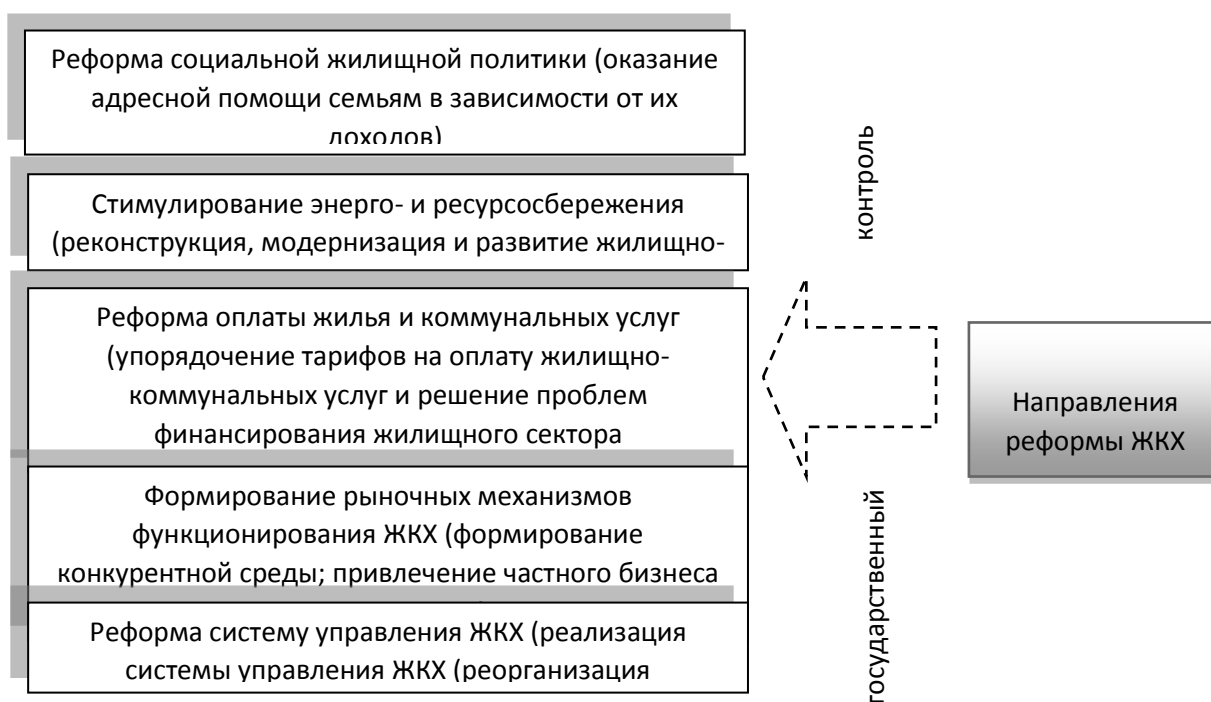 Реформа социальной жилищной политики (оказание
адресной помощи семьям в зависимости от их
доходов)
Стимулирование энерго- и ресурсосбережения
(реконструкция, модернизация и развитие жилищно-
Реформа оплаты жилья и коммунальных услуг
(упорядочение тарифов на оплату жилищно-
коммунальных услуг и решение проблем
финансирования жилищного сектора
Формирование рыночных механизмов
функционирования ЖКХ (формирование
конкурентной среды; привлечение частного бизнеса
Реформа систему управления ЖКХ (реализация
системы управления ЖКХ (реорганизация
государственный
контроль
Направления
реформы ЖКХ